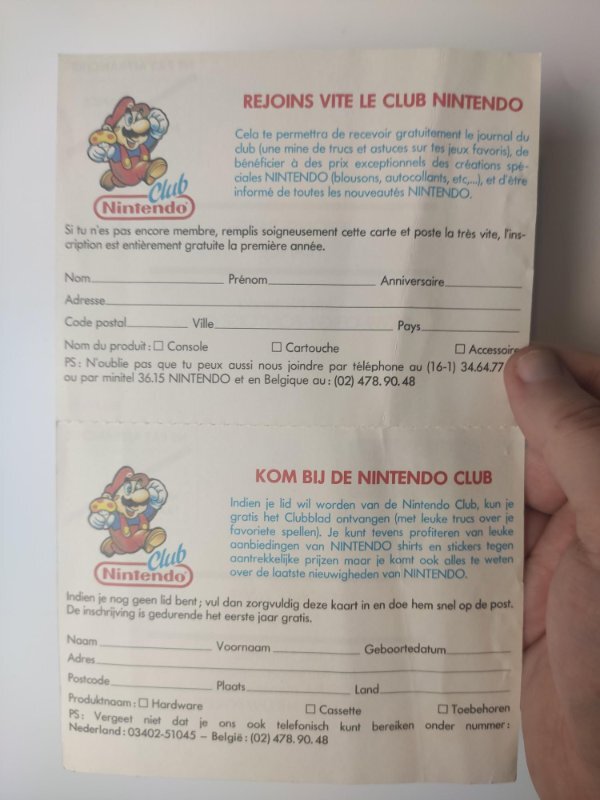 REJOINS VITE LE CLUB NINTENDO
Cela te permettra de recevoir gratuitement le journal du
club (une mine de trucs et astuces sur tes jeux favoris), de
bénéficier à des prix exceptionnels des créations spé-
ciales NINTENDO (blousons, autocollants, etc,...), et d'être
informé de toutes les nouveautés NINTENDO.
Club
Nintendo
Si tu n'es pas encore membre, remplis soigneusement cette carte et poste la très vite, l'ins-
cription est entièrement gratuite la première année.
Nom Prénom Anniversaire
Adresse
Code postal Ville Pays
Nom du produit : Console Cartouche Accessoire
PS : N'oublie pas que tu peux aussi nous joindre par téléphone au (16-1) 34.64.77
ou par minitel 36.15 NINTENDO et en Belgique au : (02) 478.90.48
KOM BIJ DE NINTENDO CLUB
Indien je lid wil worden van de Nintendo Club, kun je
gratis het Clubblad ontvangen (met leuke trucs over je
favoriete spellen). Je kunt tevens profiteren van leuke
aanbiedingen van NINTENDO shirts en stickers tegen
aantrekkelijke prijzen maar je komt ook alles te weten
over de laatste nieuwigheden van NINTENDO.
Club
Nintendo
Indien je nog geen lid bent ; vul dan zorgvuldig deze kaart in en doe hem snel op de post.
De inschrijving is gedurende het eerste jaar gratis.
Naam Voornaam Geboortedatum
Adres
Postcode Plaats Land
Produktnaam : Hardware Cassette Toebehoren
PS : Vergeet niet dat je ons ook telefonisch kunt bereiken onder nummer :
Nederland : 03402-51045 – België : (02) 478.90.48